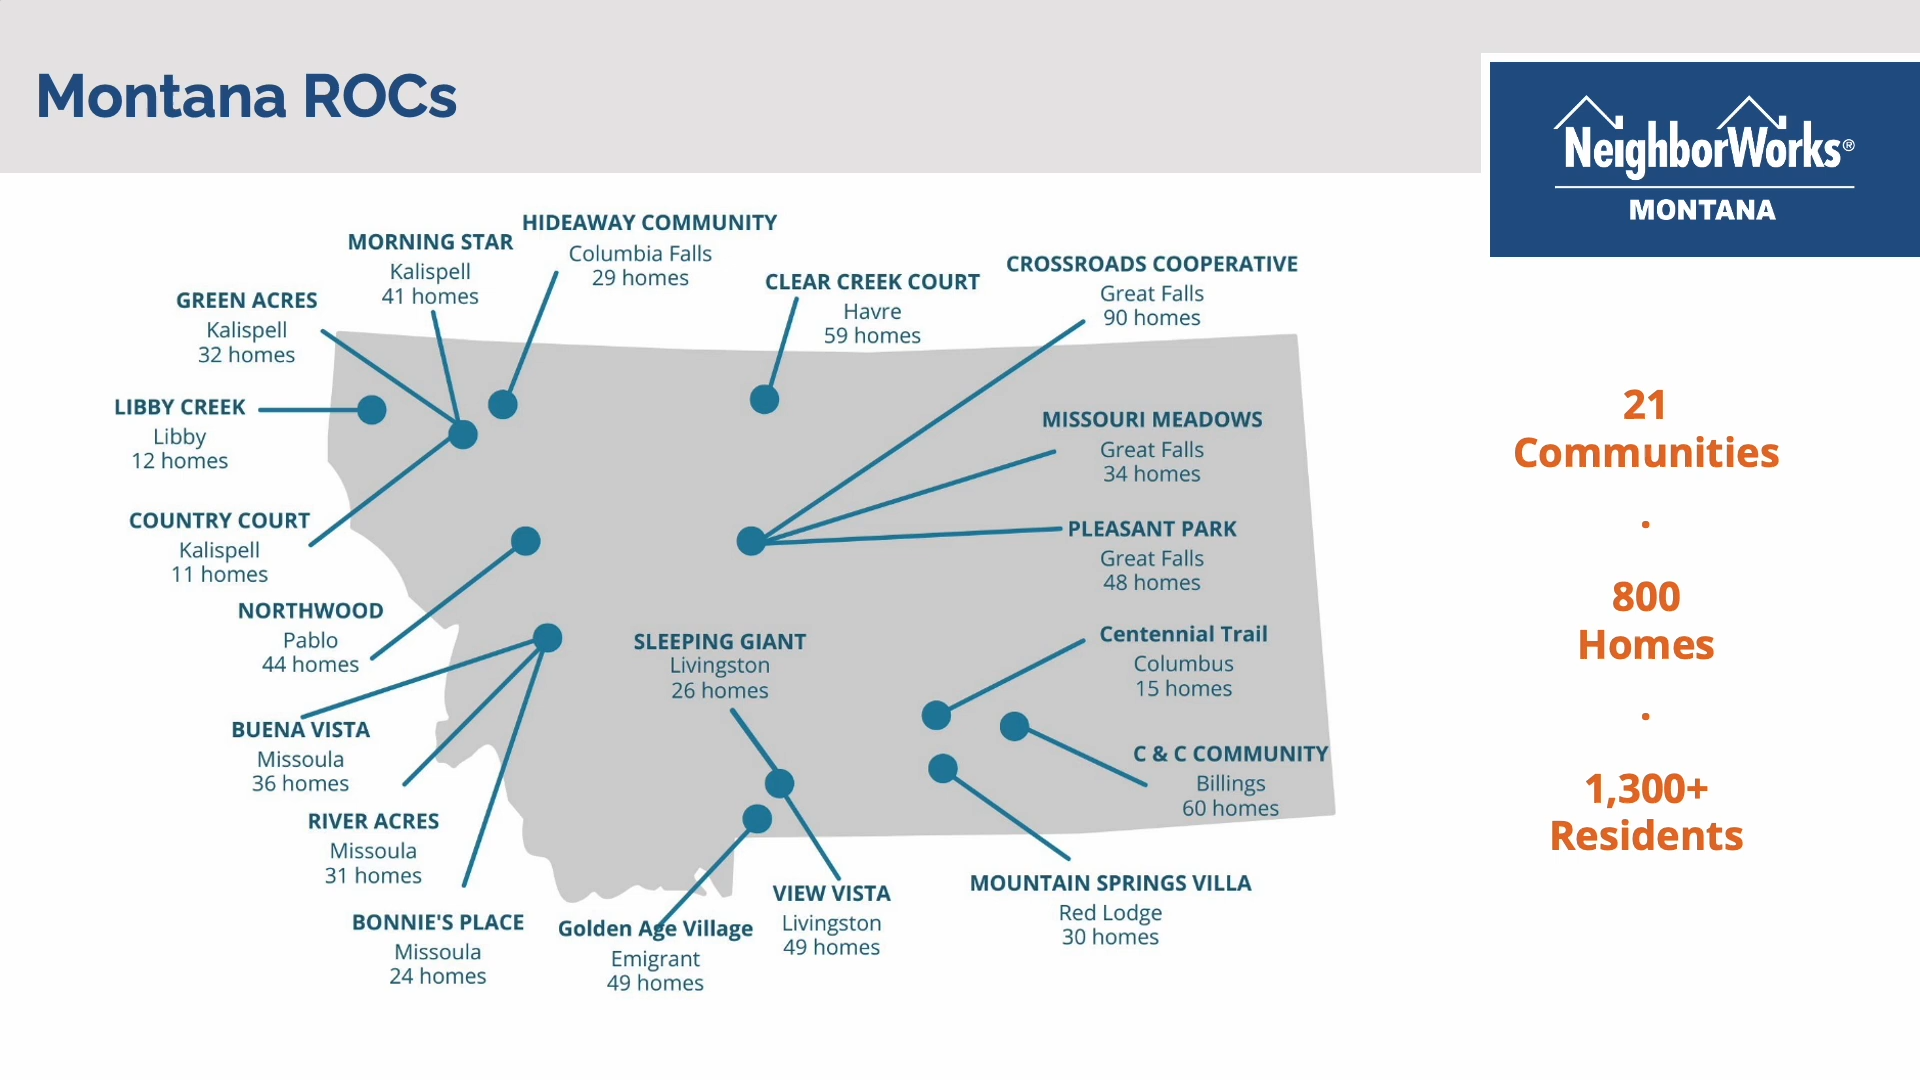 Montana ROCs
NeighborWorks®
MONTANA
HIDEAWAY COMMUNITY
Columbia Falls
29 homes
MORNING STAR
Kalispell
41 homes
CROSSROADS COOPERATIVE
Great Falls
90 homes
CLEAR CREEK COURT
Havre
59 homes
GREEN ACRES
Kalispell
32 homes
LIBBY CREEK
Libby
12 homes
MISSOURI MEADOWS
Great Falls
34 homes
COUNTRY COURT
Kalispell
11 homes
PLEASANT PARK
Great Falls
48 homes
NORTHWOOD
Pablo
44 homes
SLEEPING GIANT
Livingston
26 homes
Centennial Trail
Columbus
15 homes
BUENA VISTA
Missoula
36 homes
C & C COMMUNITY
Billings
60 homes
RIVER ACRES
Missoula
31 homes
MOUNTAIN SPRINGS VILLA
Red Lodge
30 homes
VIEW VISTA
Livingston
49 homes
BONNIE'S PLACE
Missoula
24 homes
Golden Age Village
Emigrant
49 homes
21
Communities
.
800
Homes
.
1,300+
Residents